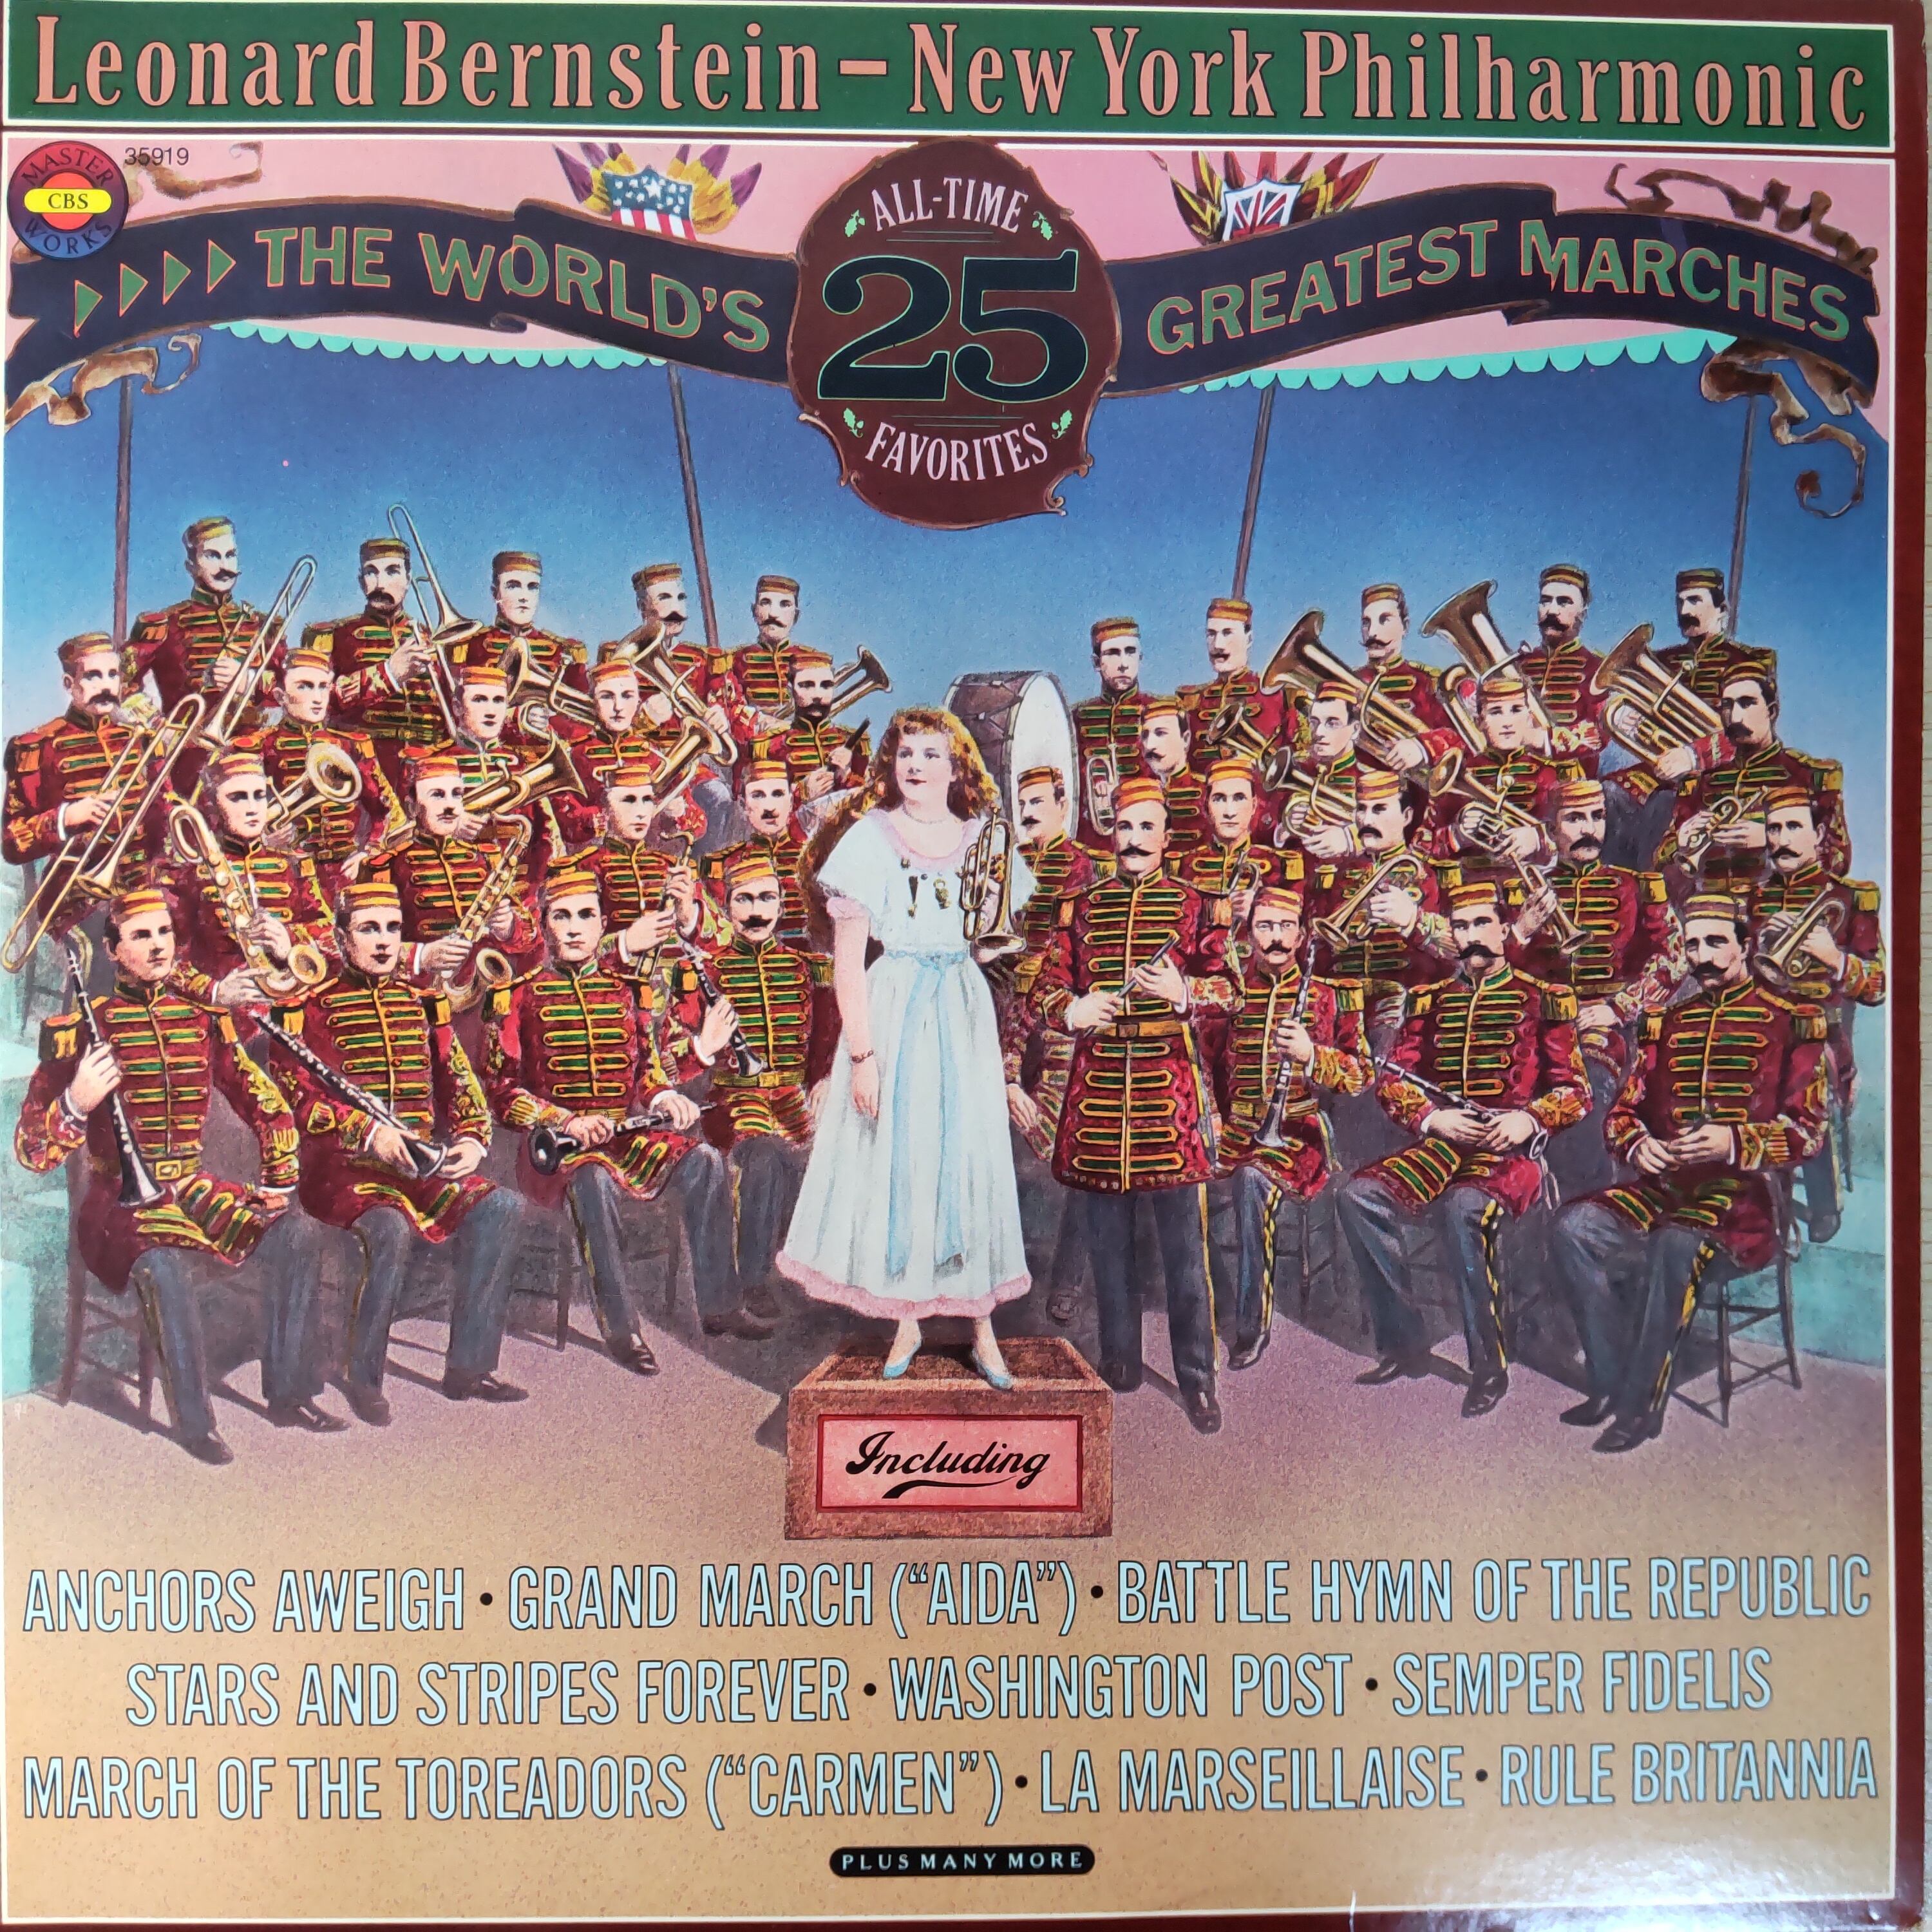 Leonard Bernstein – New York Philharmonic
MASTER
CBS
WORKS
35919
ALL-TIME
THE WORLD'S 25 GREATEST MARCHES
FAVORITES
Including
ANCHORS AWEIGH • GRAND MARCH (“AIDA”) • BATTLE HYMN OF THE REPUBLIC
STARS AND STRIPES FOREVER • WASHINGTON POST • SEMPER FIDELIS
MARCH OF THE TOREADORS (“CARMEN”) • LA MARSEILLAISE • RULE BRITANNIA
PLUS MANY MORE